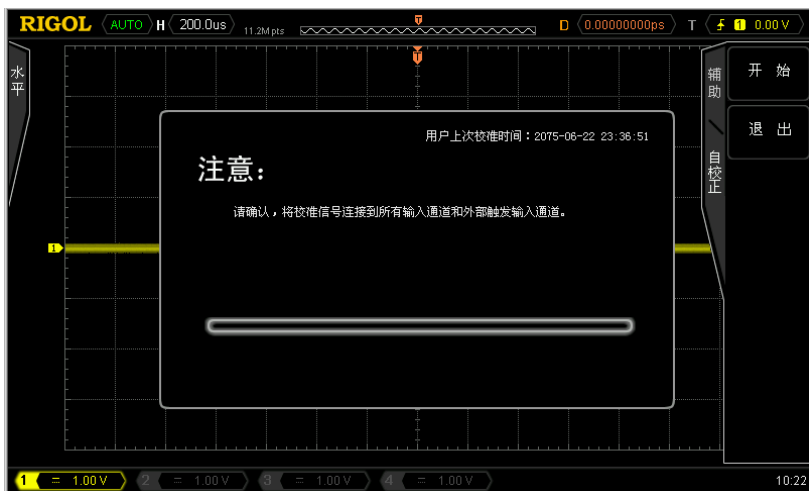 RIGOL AUTO H 200.0us 11.2Mpts D 0.00000000ps T 1 0.00 V
T
水平
辅助
自校正
开 始
退 出
用户上次校准时间：2075-06-22 23:36:51
注意：
请确认，将校准信号连接到所有输入通道和外部触发输入通道。
1
1 = 1.00 V 2 = 1.00 V 3 = 1.00 V 4 = 1.00 V 10:22